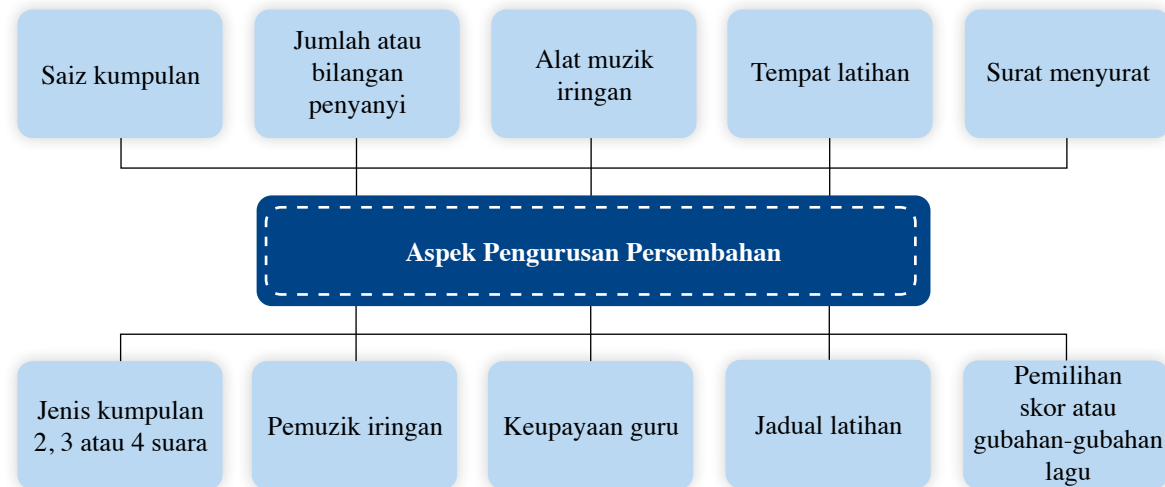 Saiz kumpulan
Jumlah atau
bilangan
penyanyi
Alat muzik
iringan
Tempat latihan
Surat menyurat
Aspek Pengurusan Persembahan
Jenis kumpulan
2, 3 atau 4 suara
Pemuzik iringan
Keupayaan guru
Jadual latihan
Pemilihan
skor atau
gubahan-gubahan
lagu